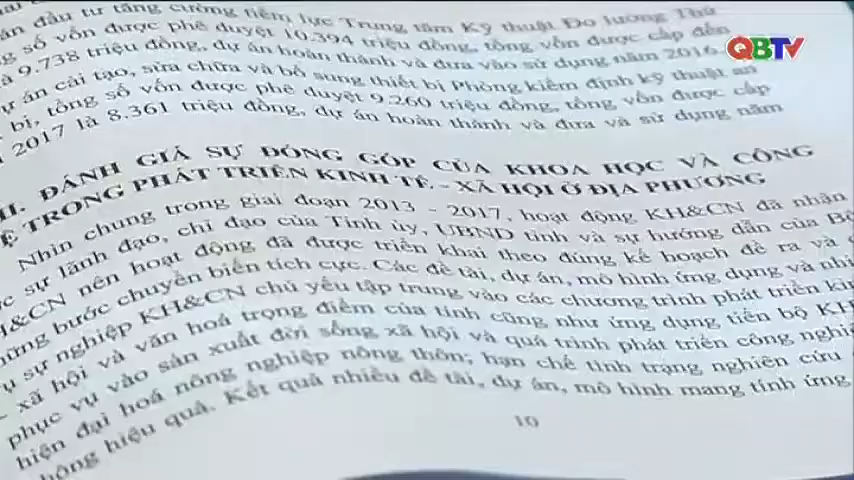 án đầu tư tăng cường tiềm lực Trung tâm Kỹ thuật Đo lường Thử
g số vốn được phê duyệt 10.394 triệu đồng, tổng vốn được cấp đến
à 9.738 triệu đồng, dự án hoàn thành và đưa vào sử dụng năm 2016.
ự án cải tạo, sửa chữa và bổ sung thiết bị Phòng kiểm định kỹ thuật an
bị, tổng số vốn được phê duyệt 9.260 triệu đồng, tổng vốn được cấp
2017 là 8.361 triệu đồng, dự án hoàn thành và đưa và sử dụng năm
II. ĐÁNH GIÁ SỰ ĐÓNG GÓP CỦA KHOA HỌC VÀ CÔNG
Ệ TRONG PHÁT TRIỂN KINH TẾ - XÃ HỘI Ở ĐỊA PHƯƠNG
Nhìn chung trong giai đoạn 2013 - 2017, hoạt động KH&CN đã nhận
c sự lãnh đạo, chỉ đạo của Tỉnh ủy, UBND tỉnh và sự hướng dẫn của Bộ
H&CN nên hoạt động đã được triển khai theo đúng kế hoạch đề ra và
hững bước chuyển biến tích cực. Các đề tài, dự án, mô hình ứng dụng và nhi
ụ sự nghiệp KH&CN chủ yếu tập trung vào các chương trình phát triển kin
- xã hội và văn hoá trọng điểm của tỉnh cũng như ứng dụng tiến bộ KH
phục vụ vào sản xuất đời sống xã hội và quá trình phát triển công nghiệ
hiện đại hoá nông nghiệp nông thôn; hạn chế tình trạng nghiên cứu
hông hiệu quả. Kết quả nhiều đề tài, dự án, mô hình mang tính ứng
10
QBTV